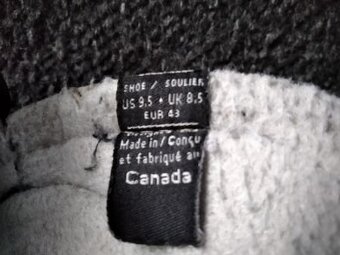 SHOE / SOULIER
US 9.5 • UK 8.5
EUR 43
Made in / Conçu
et fabriqué au
Canada